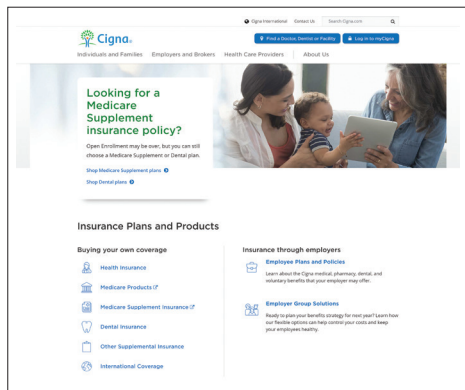 Cigna International Contact Us Search Cigna.com
Cigna®
Find a Doctor, Dentist or Facility Log in to myCigna
Individuals and Families Employers and Brokers Health Care Providers About Us
Looking for a
Medicare
Supplement
insurance policy?
Open Enrollment may be over, but you can still
choose a Medicare Supplement or Dental plan.
Shop Medicare Supplement plans
Shop Dental plans
Insurance Plans and Products
Buying your own coverage
Health Insurance
Medicare Products
Medicare Supplement Insurance
Dental Insurance
Other Supplemental Insurance
International Coverage
Insurance through employers
Employee Plans and Policies
Learn about the Cigna medical, pharmacy, dental, and
voluntary benefits that your employer may offer.
Employer Group Solutions
Ready to plan your benefits strategy for next year? Learn how
our flexible options can help control your costs and keep
your employees healthy.